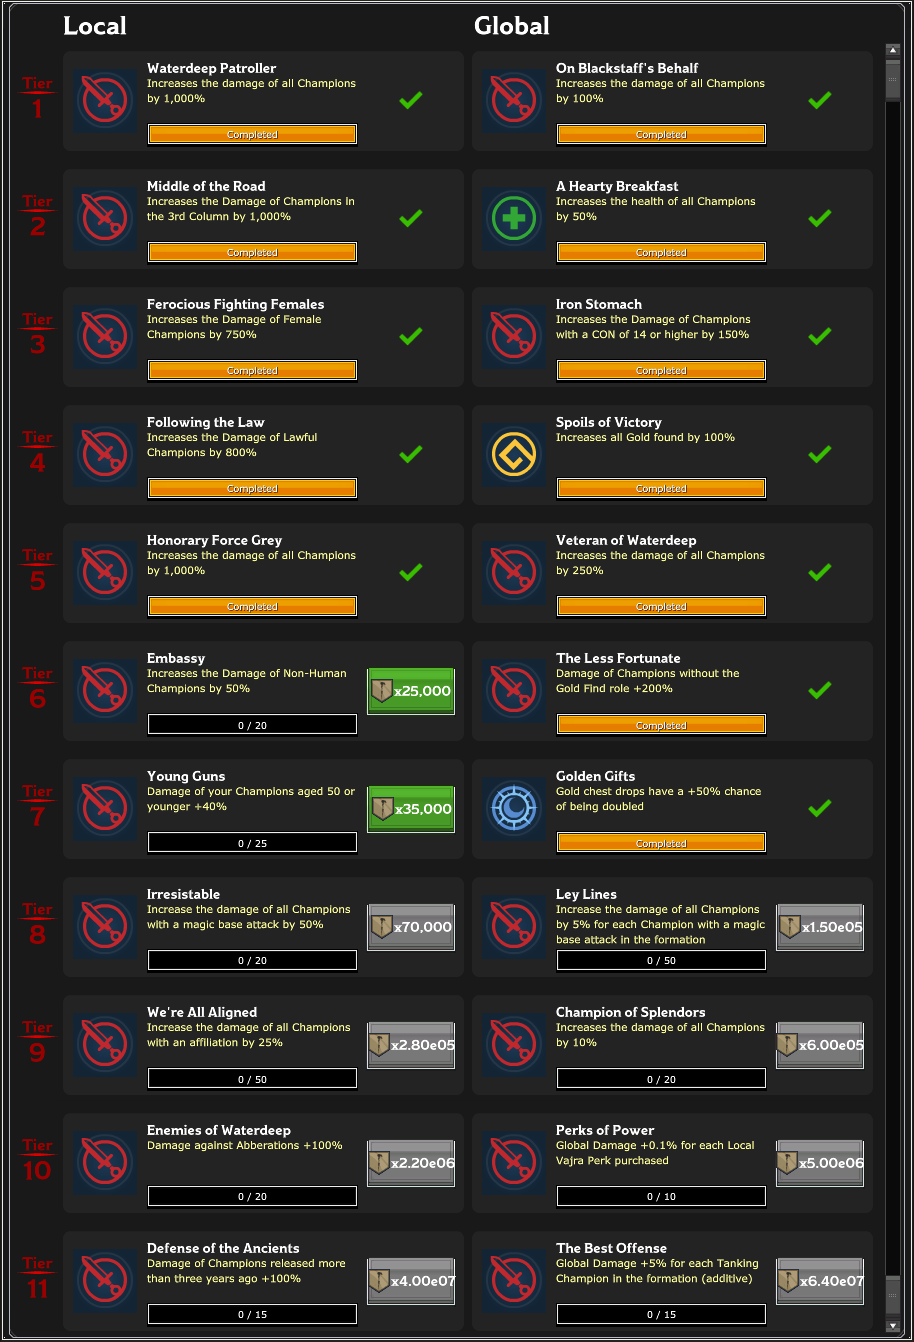 Local
Global
Tier
1
Waterdeep Patroller
Increases the damage of all Champions
by 1,000%
Completed
On Blackstaff's Behalf
Increases the damage of all Champions
by 100%
Completed
Tier
2
Middle of the Road
Increases the Damage of Champions in
the 3rd Column by 1,000%
Completed
A Hearty Breakfast
Increases the health of all Champions
by 50%
Completed
Tier
3
Ferocious Fighting Females
Increases the Damage of Female
Champions by 750%
Completed
Iron Stomach
Increases the Damage of Champions
with a CON of 14 or higher by 150%
Completed
Tier
4
Following the Law
Increases the Damage of Lawful
Champions by 800%
Completed
Spoils of Victory
Increases all Gold found by 100%
Completed
Tier
5
Honorary Force Grey
Increases the damage of all Champions
by 1,000%
Completed
Veteran of Waterdeep
Increases the damage of all Champions
by 250%
Completed
Tier
6
Embassy
Increases the Damage of Non-Human
Champions by 50%
0 / 20
x25,000
The Less Fortunate
Damage of Champions without the
Gold Find role +200%
Completed
Tier
7
Young Guns
Damage of your Champions aged 50 or
younger +40%
0 / 25
x35,000
Golden Gifts
Gold chest drops have a +50% chance
of being doubled
Completed
Tier
8
Irresistable
Increase the damage of all Champions
with a magic base attack by 50%
0 / 20
x70,000
Ley Lines
Increase the damage of all Champions
by 5% for each Champion with a magic
base attack in the formation
0 / 50
x1.50e05
Tier
9
We're All Aligned
Increase the damage of all Champions
with an affiliation by 25%
0 / 50
x2.80e05
Champion of Splendors
Increases the damage of all Champions
by 10%
0 / 20
x6.00e05
Tier
10
Enemies of Waterdeep
Damage against Abberations +100%
0 / 20
x2.20e06
Perks of Power
Global Damage +0.1% for each Local
Vajra Perk purchased
0 / 10
x5.00e06
Tier
11
Defense of the Ancients
Damage of Champions released more
than three years ago +100%
0 / 15
x4.00e07
The Best Offense
Global Damage +5% for each Tanking
Champion in the formation (additive)
0 / 15
x6.40e07